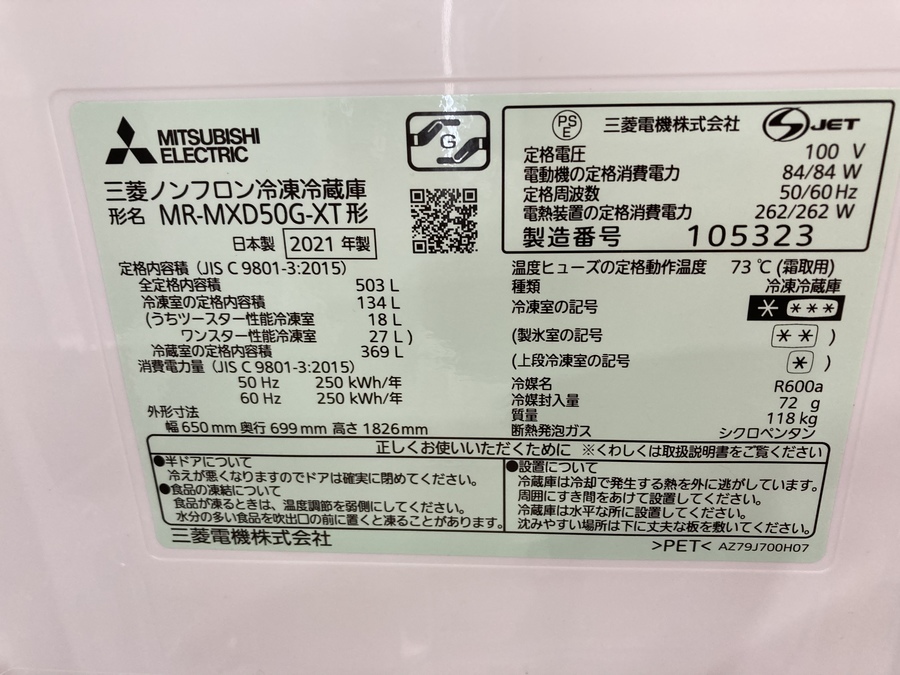 MITSUBISHI
ELECTRIC
G
三菱ノンフロン冷凍冷蔵庫
形名 MR-MXD50G-XT形
日本製 2021 年製
定格内容積 (JIS C 9801-3:2015)
全定格内容積 503 L
冷凍室の定格内容積 134 L
(うちツースター性能冷凍室 18 L
ワンスター性能冷凍室 27 L)
冷蔵室の定格内容積 369 L
消費電力量 (JIS C 9801-3:2015)
50 Hz 250 kWh/年
60 Hz 250 kWh/年
外形寸法
幅 650 mm 奥行 699 mm 高さ 1826 mm
PS
E 三菱電機株式会社 S JET
定格電圧 100 V
電動機の定格消費電力 84/84 W
定格周波数 50/60 Hz
電熱装置の定格消費電力 262/262 W
製造番号 105323
温度ヒューズの定格動作温度 73 ℃ (霜取用)
種類 冷凍冷蔵庫
冷凍室の記号 * ***
(製氷室の記号 ** )
(上段冷凍室の記号 * )
冷媒名 R600a
冷媒封入量 72 g
質量 118 kg
断熱発泡ガス シクロペンタン
正しくお使いいただくために ※くわしくは取扱説明書をご覧ください
●半ドアについて
冷えが悪くなりますのでドアは確実に閉めてください。
●食品の凍結について
食品が凍るときは、温度調節を弱側にしてください。
水分の多い食品を吹出口の前に置くと凍ることがあります。
●設置について
冷蔵庫は冷却で発生する熱を外に逃がしています。
周囲にすき間をあけて設置してください。
冷蔵庫は水平な所に設置してください。
沈みやすい場所は下に丈夫な板を敷いてください。
三菱電機株式会社
>PET< AZ79J700H07